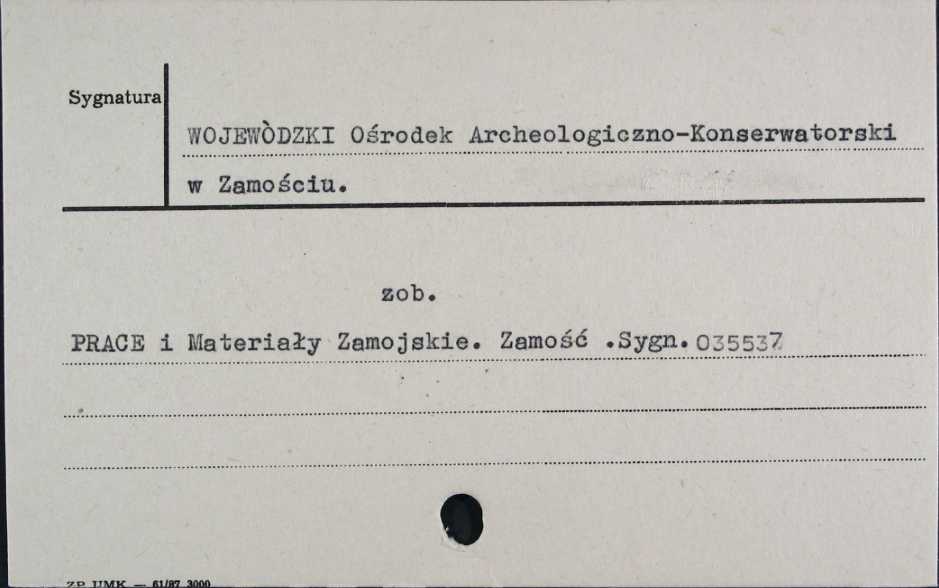 Sygnatura
WOJEWÒDZKI Ośrodek Archeologiczno-Konserwatorski
w Zamościu.
zob.
PRACE i Materiały Zamojskie. Zamość .Sygn. 035537
ZP UMK — 61/87 3000